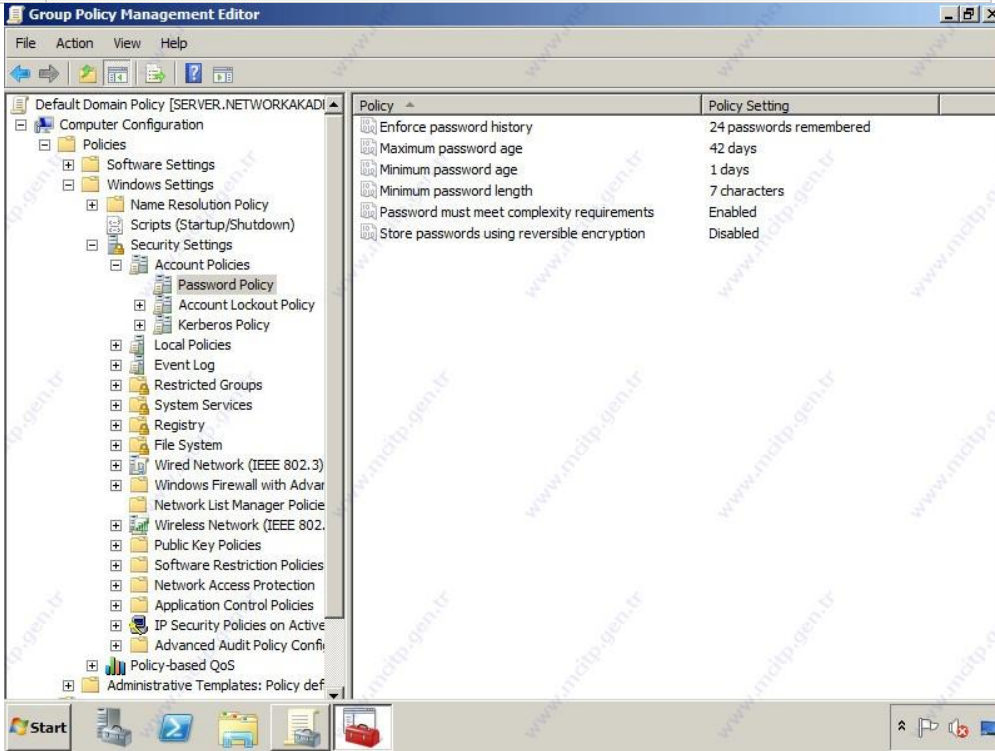 Group Policy Management Editor
File Action View Help
Default Domain Policy [SERVER.NETWORKAKADI
Computer Configuration
Policies
Software Settings
Windows Settings
Name Resolution Policy
Scripts (Startup/Shutdown)
Security Settings
Account Policies
Password Policy
Account Lockout Policy
Kerberos Policy
Local Policies
Event Log
Restricted Groups
System Services
Registry
File System
Wired Network (IEEE 802.3)
Windows Firewall with Advar
Network List Manager Policie
Wireless Network (IEEE 802.
Public Key Policies
Software Restriction Policies
Network Access Protection
Application Control Policies
IP Security Policies on Active
Advanced Audit Policy Config
Policy-based QoS
Administrative Templates: Policy def
Policy Policy Setting
Enforce password history 24 passwords remembered
Maximum password age 42 days
Minimum password age 1 days
Minimum password length 7 characters
Password must meet complexity requirements Enabled
Store passwords using reversible encryption Disabled
Start
www.mcitp.gen.tr